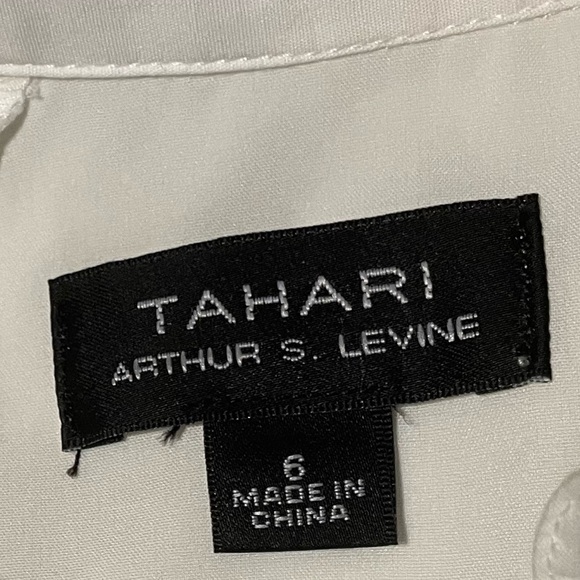 TAHARI
ARTHUR S. LEVINE
6
MADE IN
CHINA